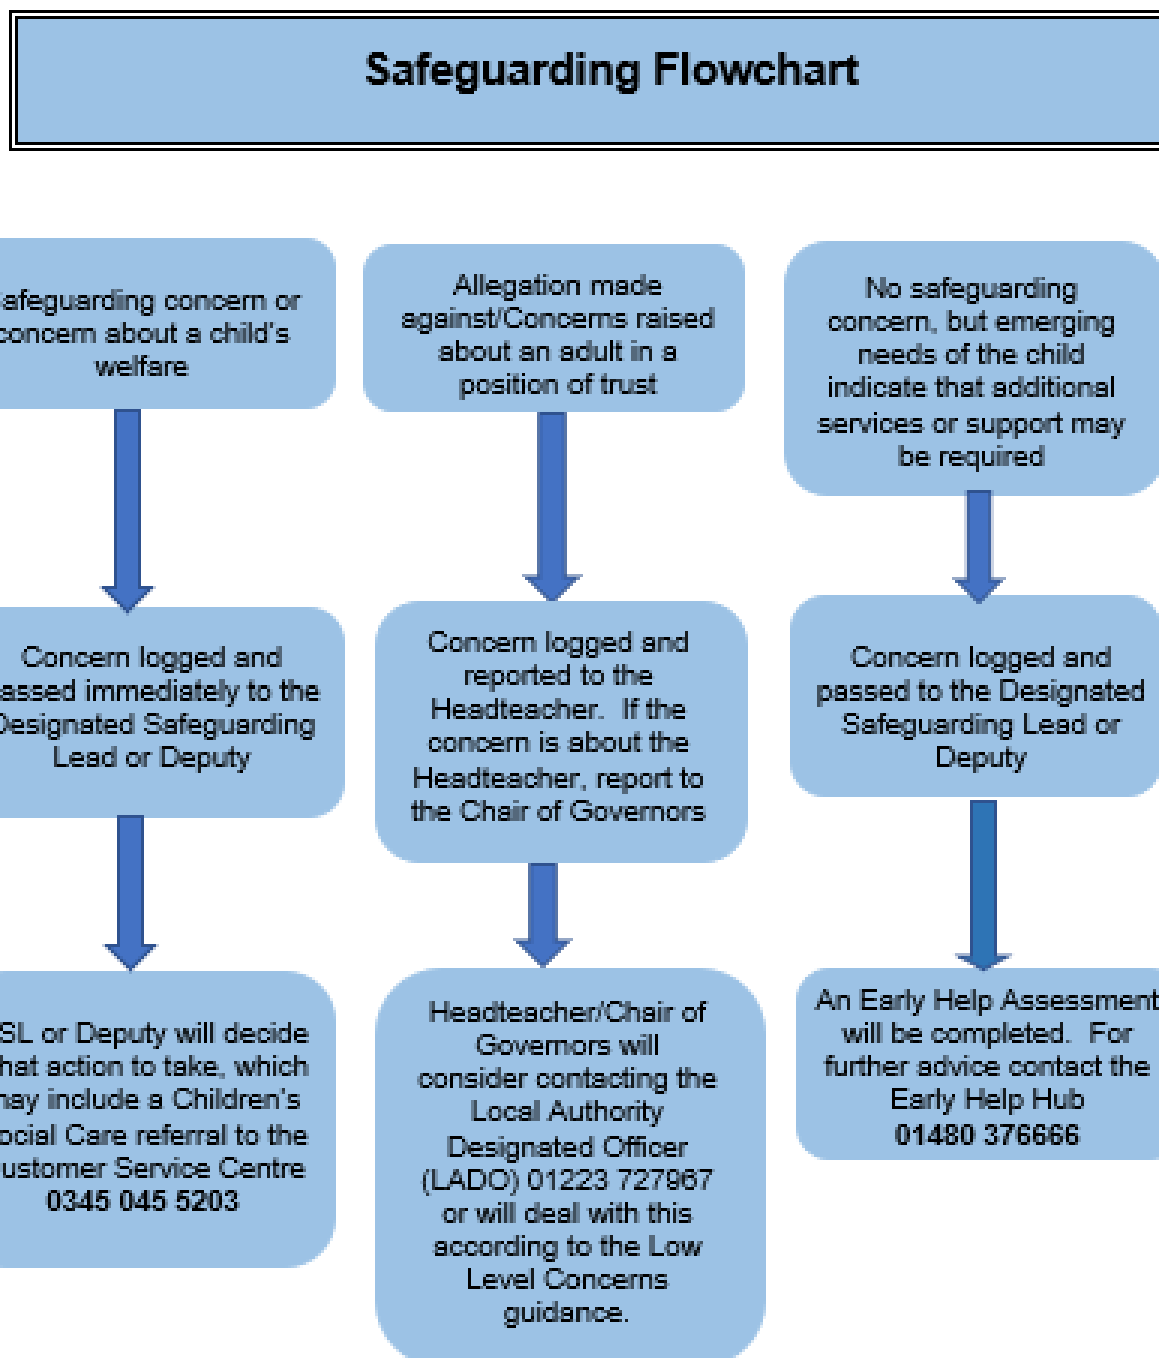 Safeguarding Flowchart
Safeguarding concern or
concern about a child's
welfare
Concern logged and
assed immediately to the
Designated Safeguarding
Lead or Deputy
SL or Deputy will decide
hat action to take, which
may include a Children's
ocial Care referral to the
ustomer Service Centre
0345 045 5203
Allegation made
against/Concerns raised
about an adult in a
position of trust
Concern logged and
reported to the
Headteacher. If the
concern is about the
Headteacher, report to
the Chair of Governors
Headteacher/Chair of
Governors will
consider contacting the
Local Authority
Designated Officer
(LADO) 01223 727967
or will deal with this
according to the Low
Level Concerns
guidance.
No safeguarding
concern, but emerging
needs of the child
indicate that additional
services or support may
be required
Concern logged and
passed to the Designated
Safeguarding Lead or
Deputy
An Early Help Assessment
will be completed. For
further advice contact the
Early Help Hub
01480 376666